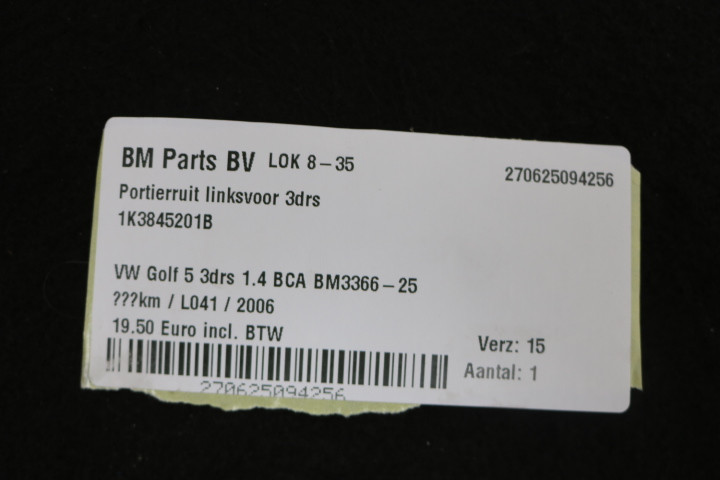 BM Parts BV LOK 8-35 270625094256
Portierruit linksvoor 3drs
1K3845201B
VW Golf 5 3drs 1.4 BCA BM3366-25
???km / L041 / 2006
19.50 Euro incl. BTW
Verz: 15
Aantal: 1
270625094256